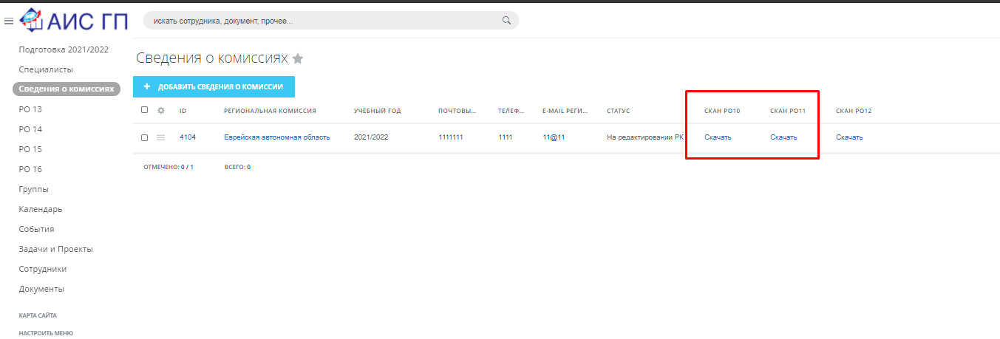 АИС ГП
искать сотрудника, документ, прочее...
Подготовка 2021/2022
Специалисты
Сведения о комиссиях
РО 13
РО 14
РО 15
РО 16
Группы
Календарь
События
Задачи и Проекты
Сотрудники
Документы
КАРТА САЙТА
НАСТРОИТЬ МЕНЮ
Сведения о комиссиях
+ ДОБАВИТЬ СВЕДЕНИЯ О КОМИССИИ
ID РЕГИОНАЛЬНАЯ КОМИССИЯ УЧЕБНЫЙ ГОД ПОЧТОВЫ... ТЕЛЕФ... E-MAIL РЕГИ... СТАТУС СКАН РО10 СКАН РО11 СКАН РО12
4104 Еврейская автономная область 2021/2022 1111111 1111 11@11 На редактировании РК Скачать Скачать Скачать
ОТМЕЧЕНО: 0 / 1 ВСЕГО: 0